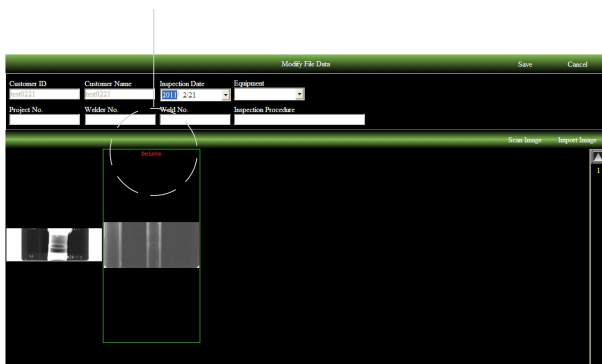 Modify File Data Save Cancel
Customer ID Customer Name Inspection Date Equipment
test0221 test0221 2011 2/21
Project No. Welder No. Weld No. Inspection Procedure
Scan Image Import Image
Delete
1